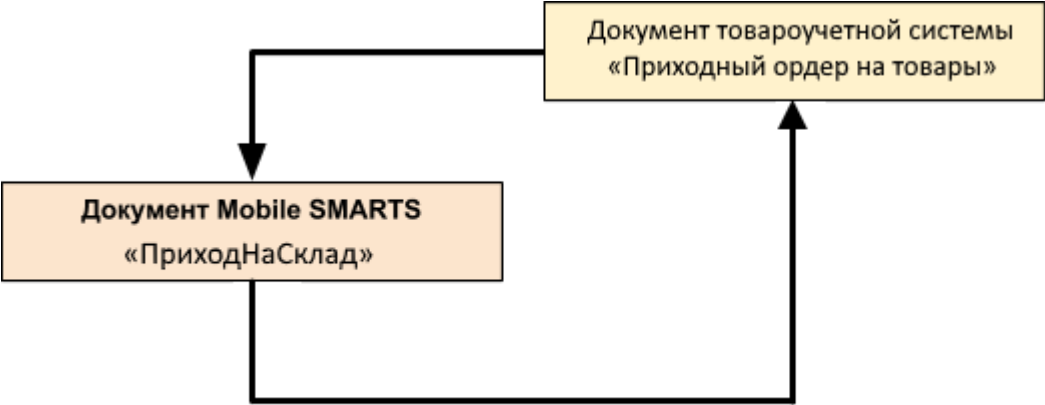 Документ товароучетной системы
«Приходный ордер на товары»
Документ Mobile SMARTS
«ПриходНаСклад»